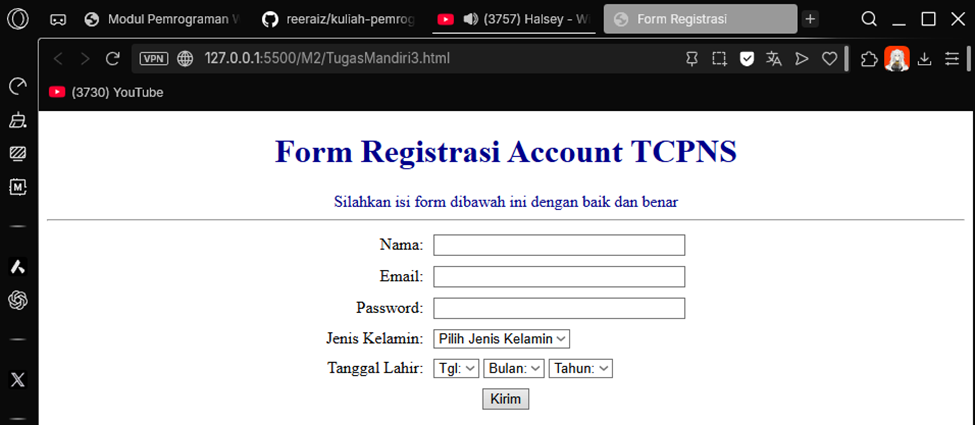 Modul Pemrograman W
reeraiz/kuliah-pemrog
(3757) Halsey - Wi
Form Registrasi
VPN
127.0.0.1:5500/M2/TugasMandiri3.html
(3730) YouTube
M
Form Registrasi Account TCPNS
Silahkan isi form dibawah ini dengan baik dan benar
Nama:
Email:
Password:
Jenis Kelamin: Pilih Jenis Kelamin
Tanggal Lahir: Tgl: Bulan: Tahun:
Kirim